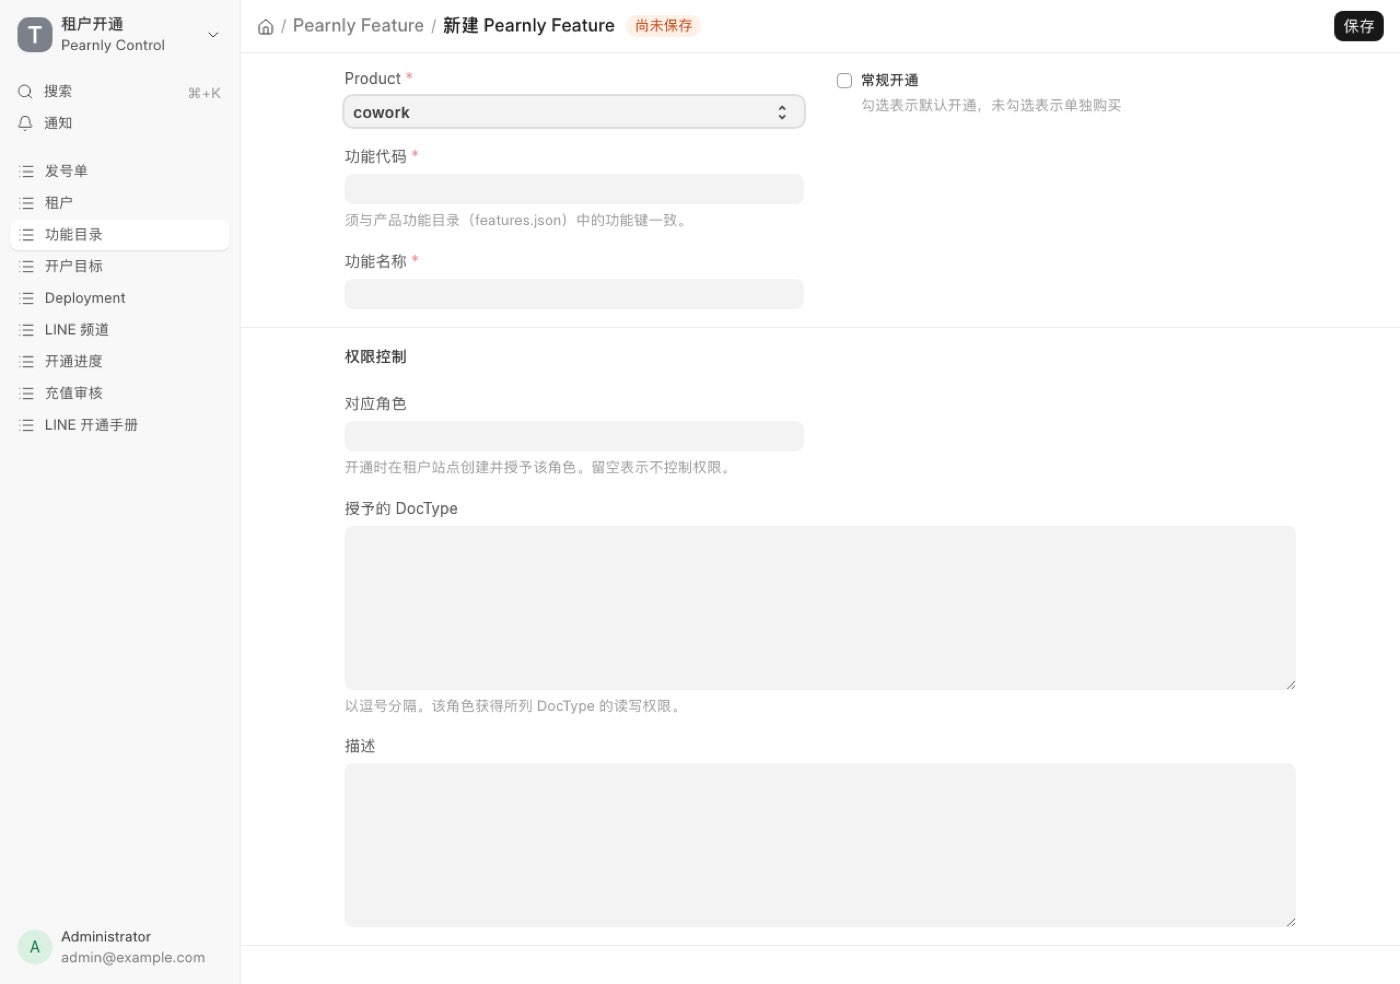 T
租户开通
Pearnly Control
搜索 ⌘+K
通知
发号单
租户
功能目录
开户目标
Deployment
LINE 频道
开通进度
充值审核
LINE 开通手册
A
Administrator
admin@example.com
/ Pearnly Feature / 新建 Pearnly Feature 尚未保存
保存
Product *
cowork
常规开通
勾选表示默认开通，未勾选表示单独购买
功能代码 *
须与产品功能目录（features.json）中的功能键一致。
功能名称 *
权限控制
对应角色
开通时在租户站点创建并授予该角色。留空表示不控制权限。
授予的 DocType
以逗号分隔。该角色获得所列 DocType 的读写权限。
描述